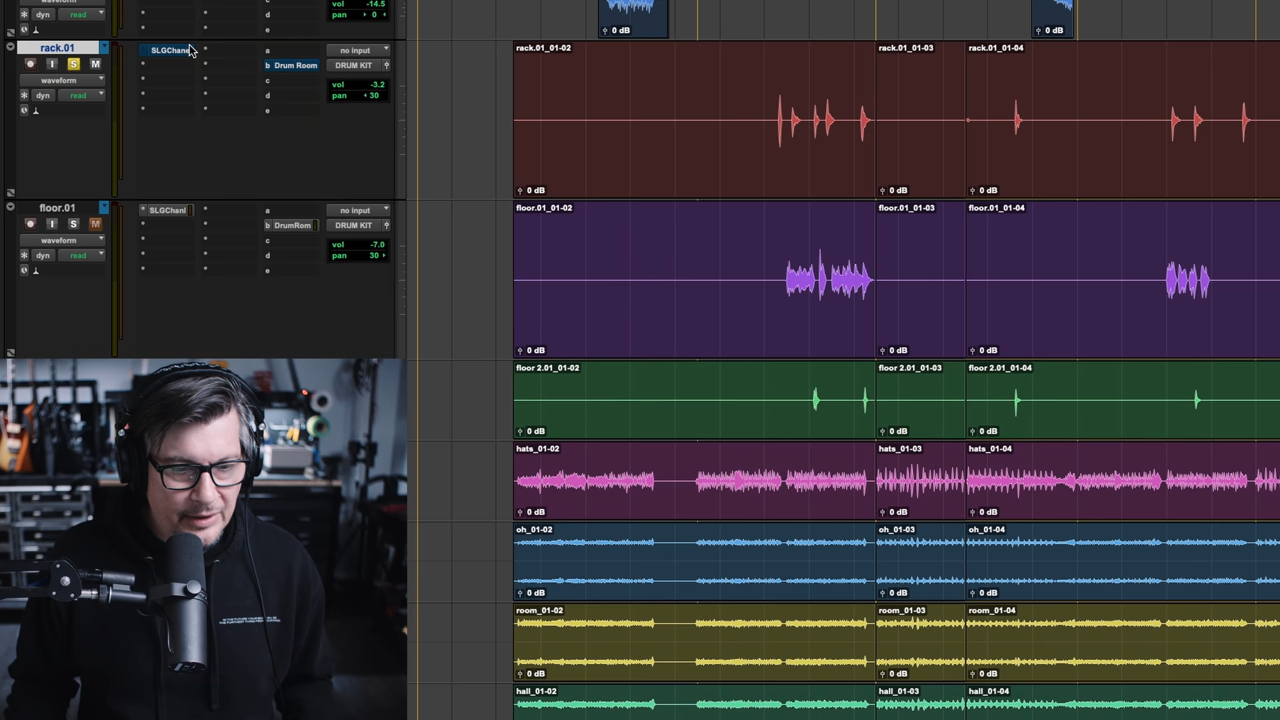 waveform
dyn read
vol -14.5
pan 0
d
e
0 dB
0 dB
rack.01
I S M
waveform
dyn read
SLGChann
a
b Drum Room
c
d
e
no input
DRUM KIT
vol -3.2
pan 30
rack.01_01-02
rack.01_01-03
rack.01_01-04
0 dB
0 dB
0 dB
floor.01
I S M
waveform
dyn read
SLGChanl
a
b DrumRom
c
d
e
no input
DRUM KIT
vol -7.0
pan 30
floor.01_01-02
floor.01_01-03
floor.01_01-04
0 dB
0 dB
0 dB
floor 2.01_01-02
floor 2.01_01-03
floor 2.01_01-04
0 dB
0 dB
0 dB
hats_01-02
hats_01-03
hats_01-04
0 dB
0 dB
0 dB
oh_01-02
oh_01-03
oh_01-04
0 dB
0 dB
0 dB
room_01-02
room_01-03
room_01-04
0 dB
0 dB
0 dB
hall_01-02
hall_01-03
hall_01-04